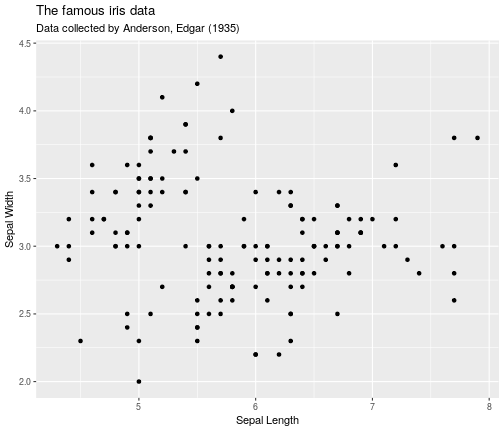 The famous iris data
Data collected by Anderson, Edgar (1935)
4.5
4.0
3.5
3.0
2.5
2.0
Sepal Width
5 6 7 8
Sepal Length